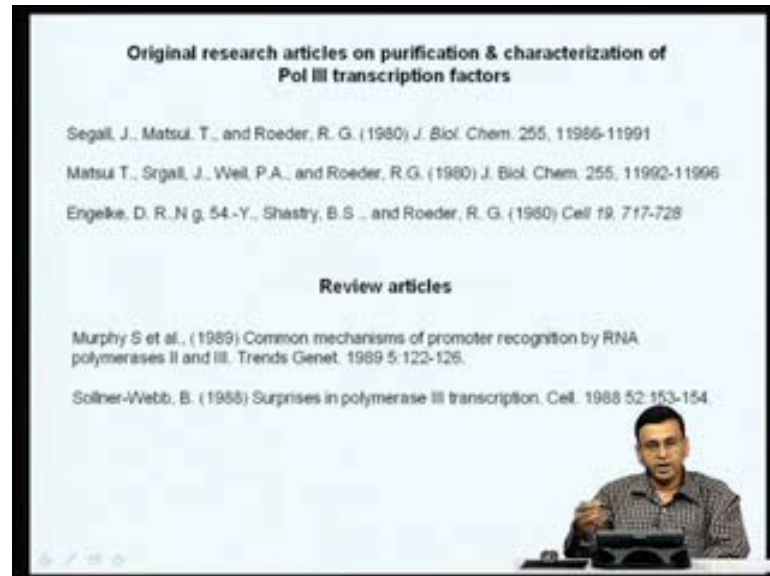 Original research articles on purification & characterization of
Pol III transcription factors
Segall, J., Matsui. T., and Roeder, R. G. (1980) J. Biol. Chem. 255, 11986-11991
Matsui T., Srgall, J., Weil, P.A., and Roeder, R.G. (1980) J. Biol. Chem. 255, 11992-11996
Engelke, D. R..N g, 54.-Y., Shastry, B.S ., and Roeder, R. G. (1980) Cell 19, 717-728
Review articles
Murphy S et al., (1989) Common mechanisms of promoter recognition by RNA
polymerases II and III. Trends Genet. 1989 5:122-126.
Sollner-Webb, B. (1988) Surprises in polymerase III transcription. Cell. 1988 52:153-154.